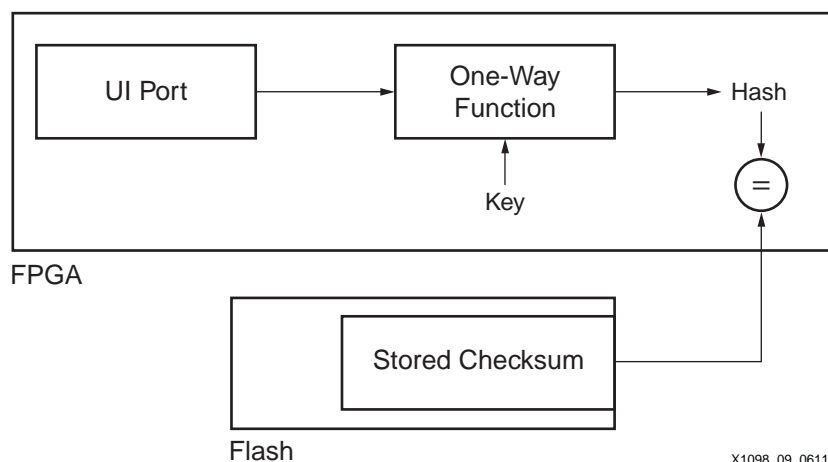 UI Port
One-Way
Function
Hash
=
Key
FPGA
Stored Checksum
Flash
X1098_09_0611